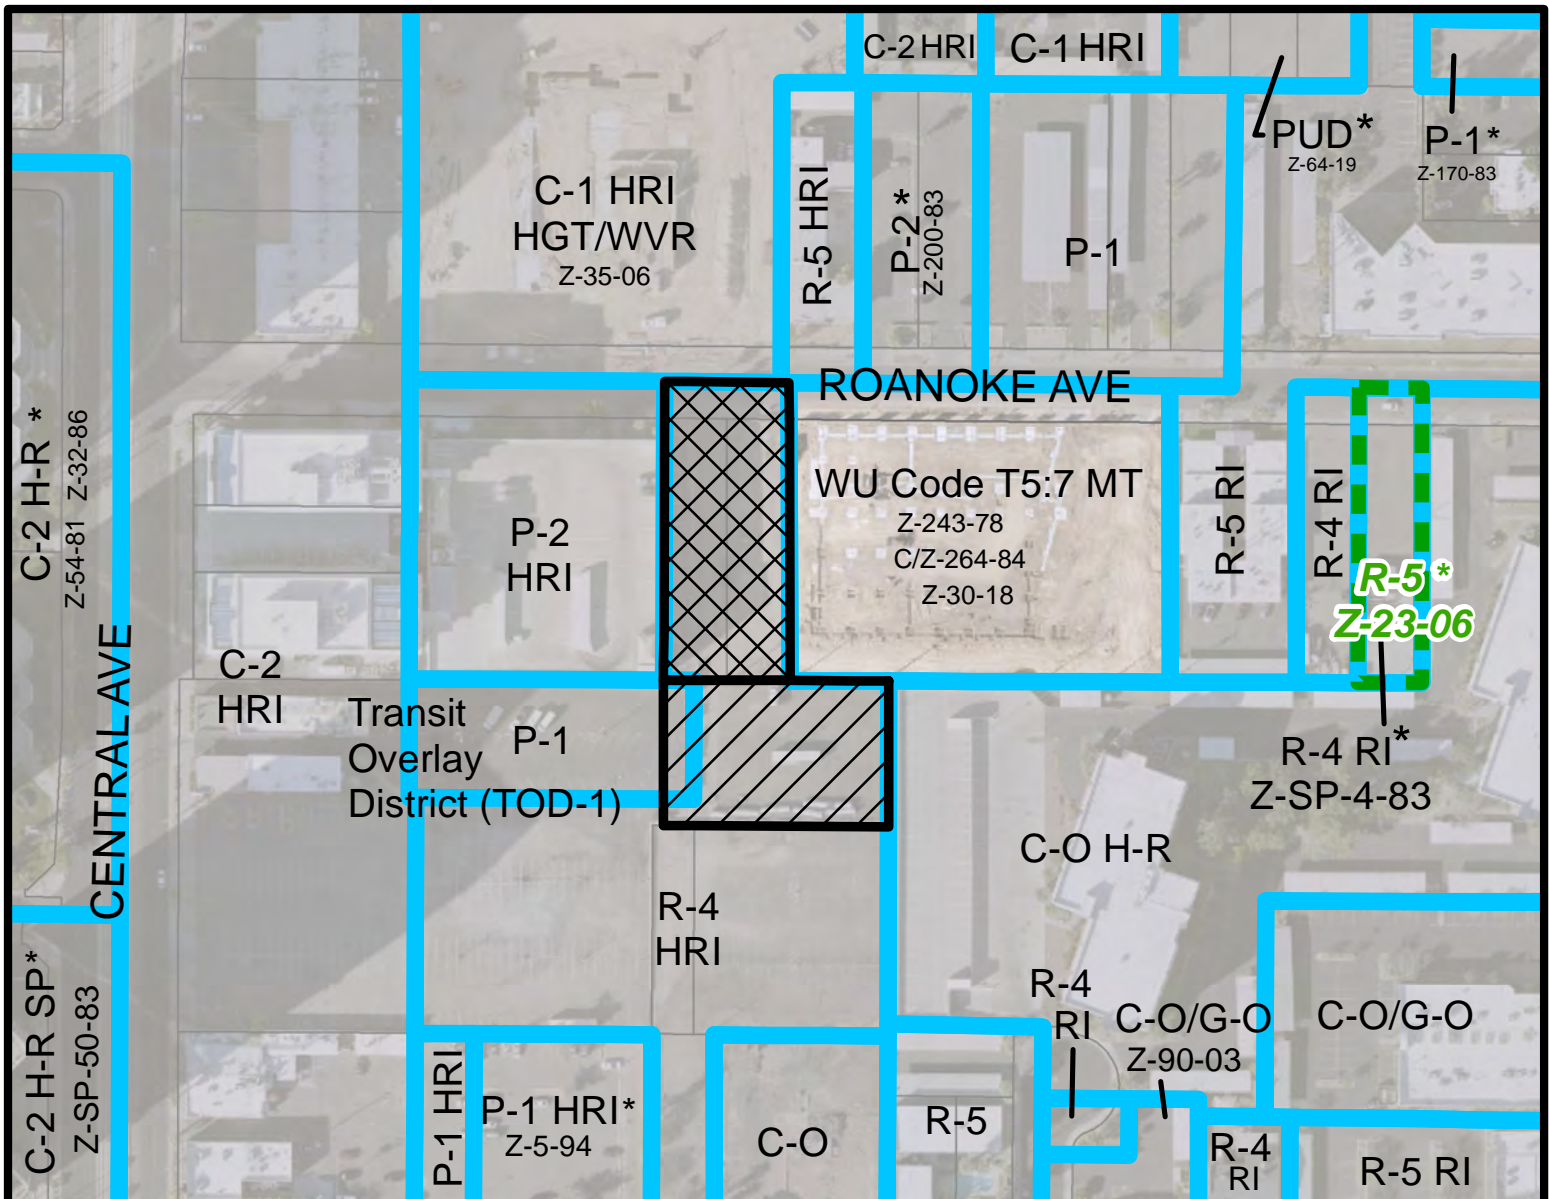 C-2 HRI
C-1 HRI
PUD*
Z-64-19
P-1*
Z-170-83
C-1 HRI
HGT/WVR
Z-35-06
R-5 HRI
P-2 *
Z-200-83
P-1
ROANOKE AVE
C-2 H-R *
Z-54-81 Z-32-86
P-2
HRI
WU Code T5:7 MT
Z-243-78
C/Z-264-84
Z-30-18
R-5 RI
R-4 RI
R-5 *
Z-23-06
CENTRAL AVE
C-2
HRI
Transit
Overlay
District (TOD-1)
P-1
R-4 RI*
Z-SP-4-83
C-O H-R
R-4
HRI
C-2 H-R SP*
Z-SP-50-83
R-4
RI
C-O/G-O
Z-90-03
C-O/G-O
P-1 HRI
P-1 HRI*
Z-5-94
C-O
R-5
R-4
RI
R-5 RI